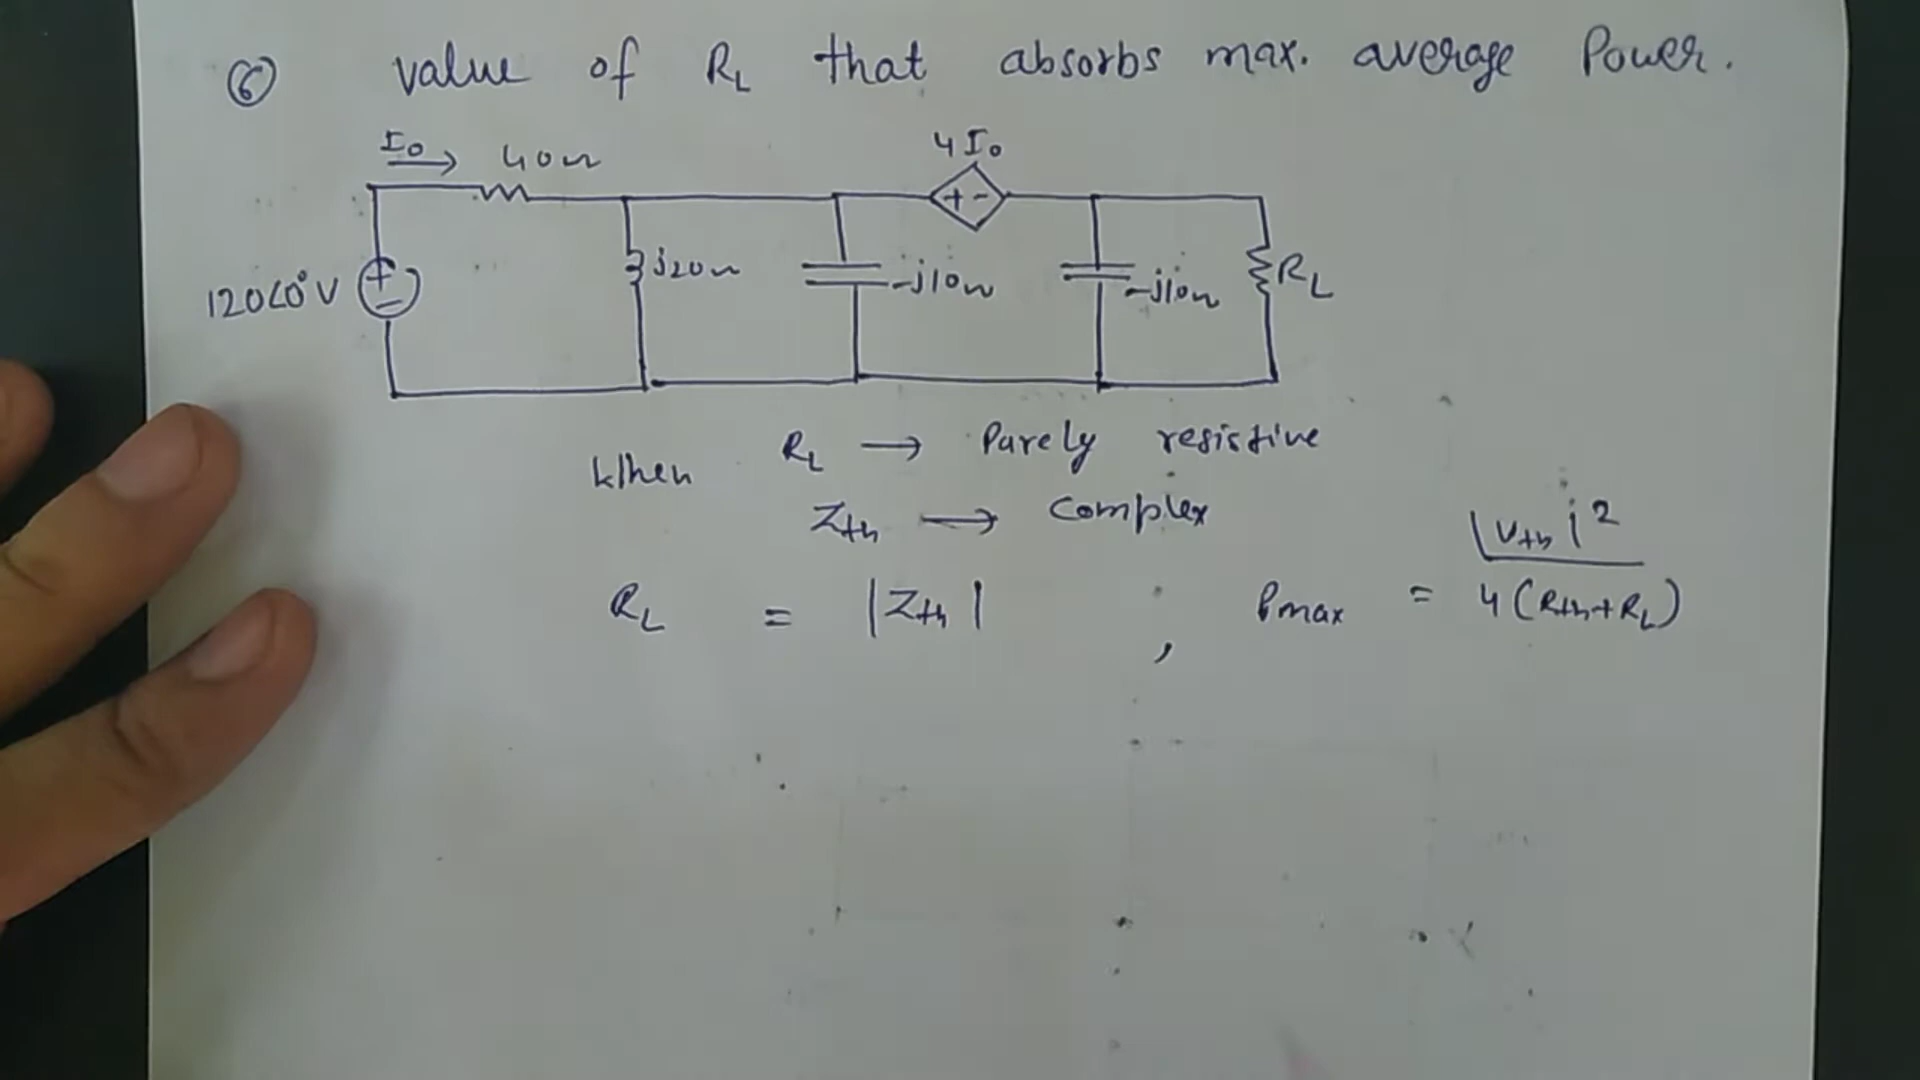 ⑥ value of RL that absorbs max. average Power.
Io → 40Ω
4Io
+ -
120∠0° V
+
-
j20Ω
-j10Ω
-j10Ω
RL
When RL → Purely resistive
Zth → Complex
RL = |Zth| , Pmax = |Vth|² / 4(Rth+RL)